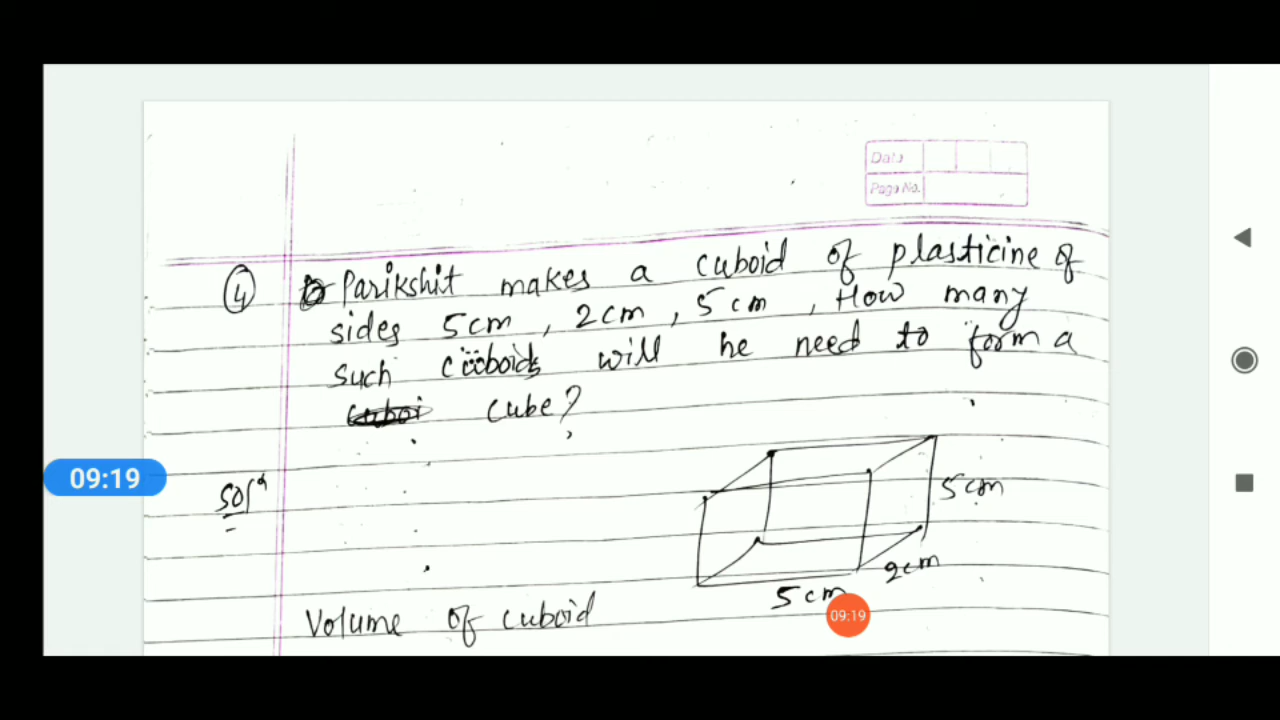 Date
Page No.
④ Parikshit makes a cuboid of plasticine of
sides 5cm, 2cm, 5cm, How many
such cuboids will he need to form a
cube?
09:19
Solⁿ
5cm
2cm
5cm
09:19
Volume of cuboid